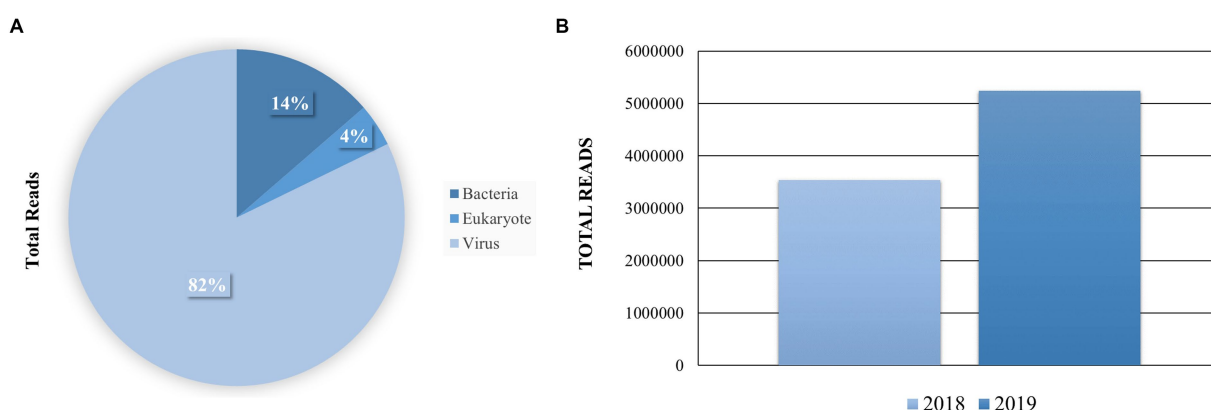 A
Total Reads
14%
4%
82%
Bacteria
Eukaryote
Virus
B
TOTAL READS
6000000
5000000
4000000
3000000
2000000
1000000
0
2018 2019